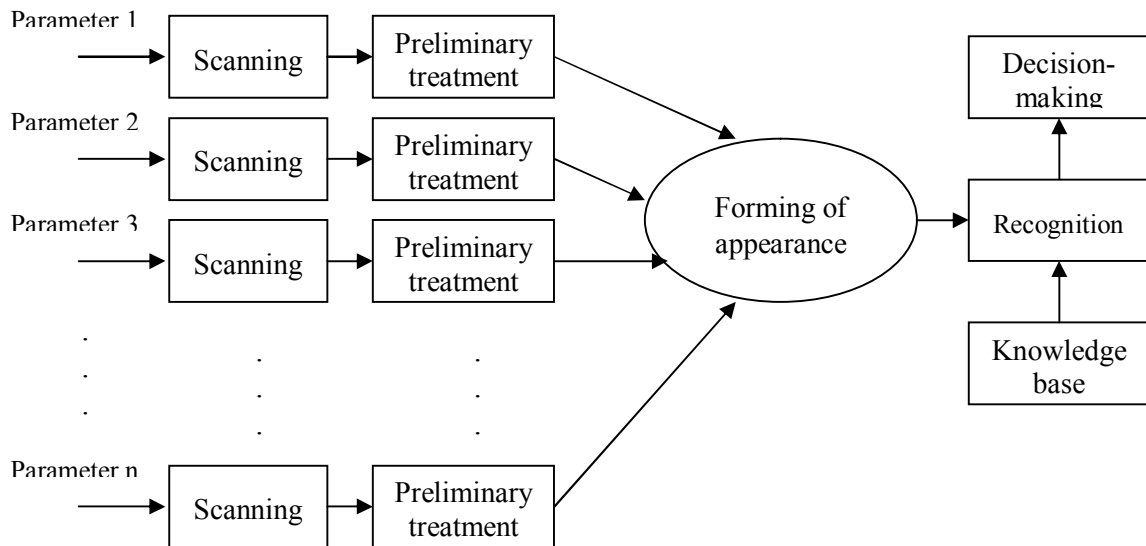 Parameter 1
Scanning
Preliminary
treatment
Parameter 2
Scanning
Preliminary
treatment
Parameter 3
Scanning
Preliminary
treatment
Parameter n
Scanning
Preliminary
treatment
Forming of
appearance
Decision-
making
Recognition
Knowledge
base